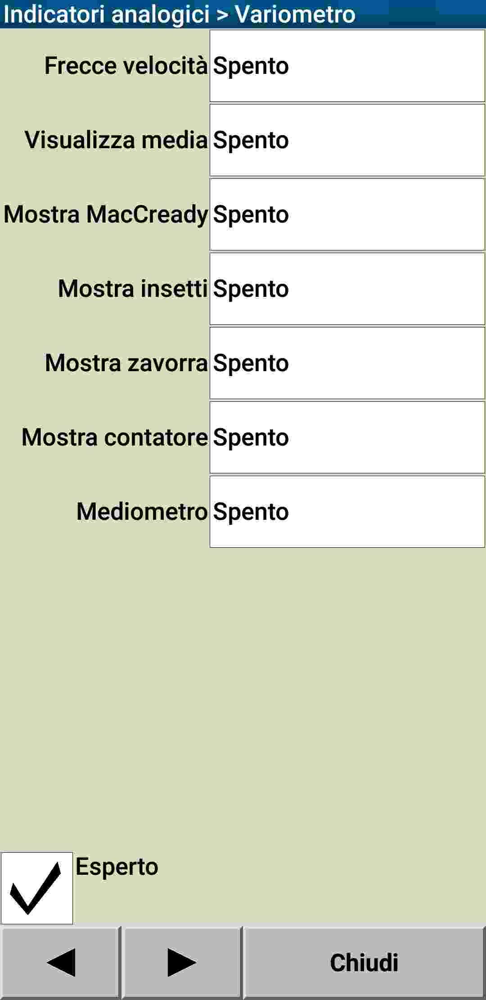 Indicatori analogici > Variometro
Frecce velocità Spento
Visualizza media Spento
Mostra MacCready Spento
Mostra insetti Spento
Mostra zavorra Spento
Mostra contatore Spento
Mediometro Spento
Esperto
Chiudi